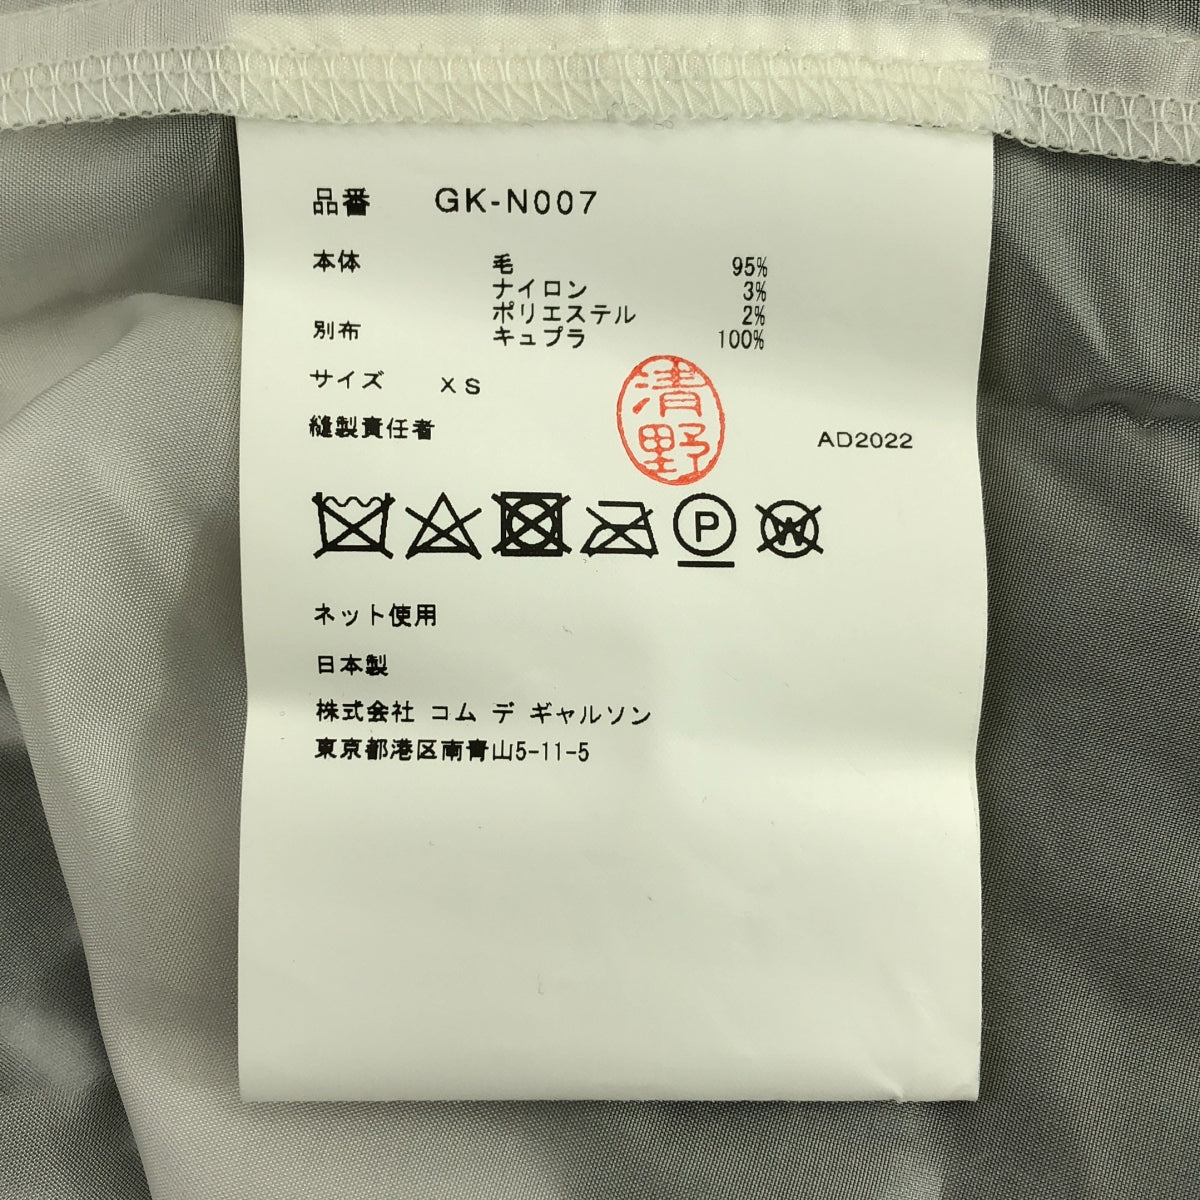 品番 GK-N007
本体 毛 95%
ナイロン 3%
ポリエステル 2%
別布 キュプラ 100%
サイズ XS
縫製責任者 清野 AD2022
P W
ネット使用
日本製
株式会社 コム デ ギャルソン
東京都港区南青山5-11-5